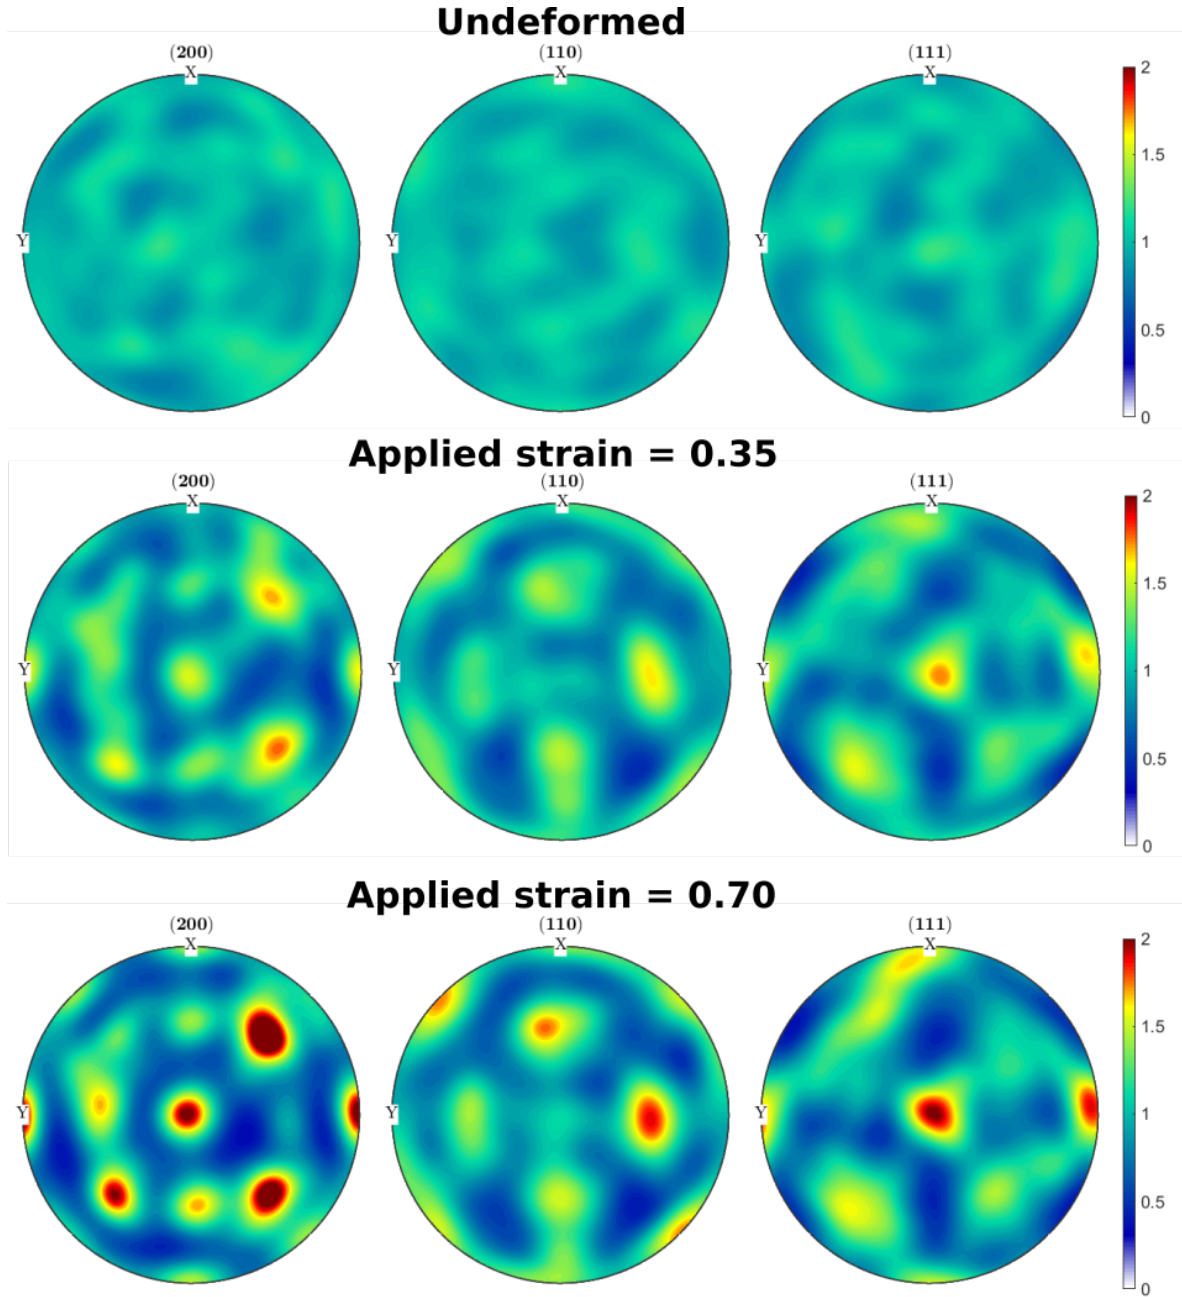 Undeformed
(200) (110) (111)
X X X
Y Y Y
2
1.5
1
0.5
0
Applied strain = 0.35
(200) (110) (111)
X X X
Y Y Y
2
1.5
1
0.5
0
Applied strain = 0.70
(200) (110) (111)
X X X
Y Y Y
2
1.5
1
0.5
0